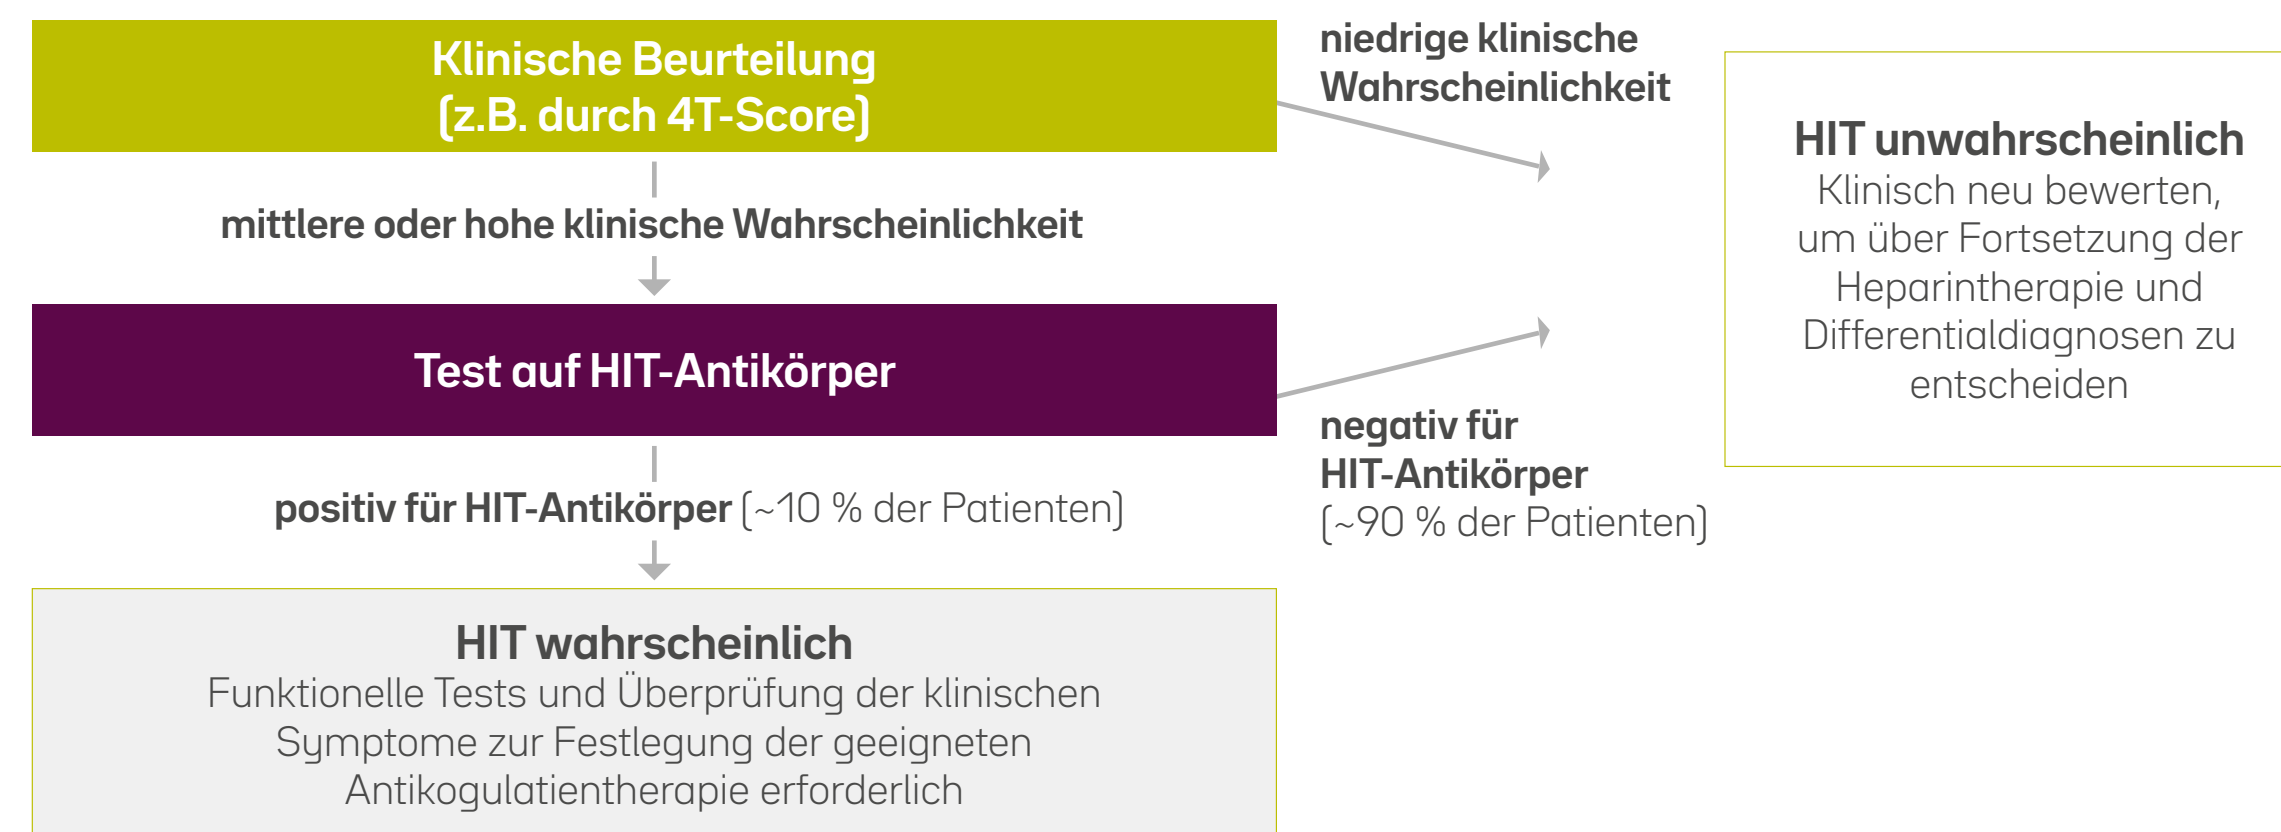 Klinische Beurteilung
(z.B. durch 4T-Score)
niedrige klinische
Wahrscheinlichkeit
mittlere oder hohe klinische Wahrscheinlichkeit
Test auf HIT-Antikörper
negativ für
HIT-Antikörper
(~90 % der Patienten)
HIT unwahrscheinlich
Klinisch neu bewerten,
um über Fortsetzung der
Heparintherapie und
Differentialdiagnosen zu
entscheiden
positiv für HIT-Antikörper (~10 % der Patienten)
HIT wahrscheinlich
Funktionelle Tests und Überprüfung der klinischen
Symptome zur Festlegung der geeigneten
Antikogulatientherapie erforderlich